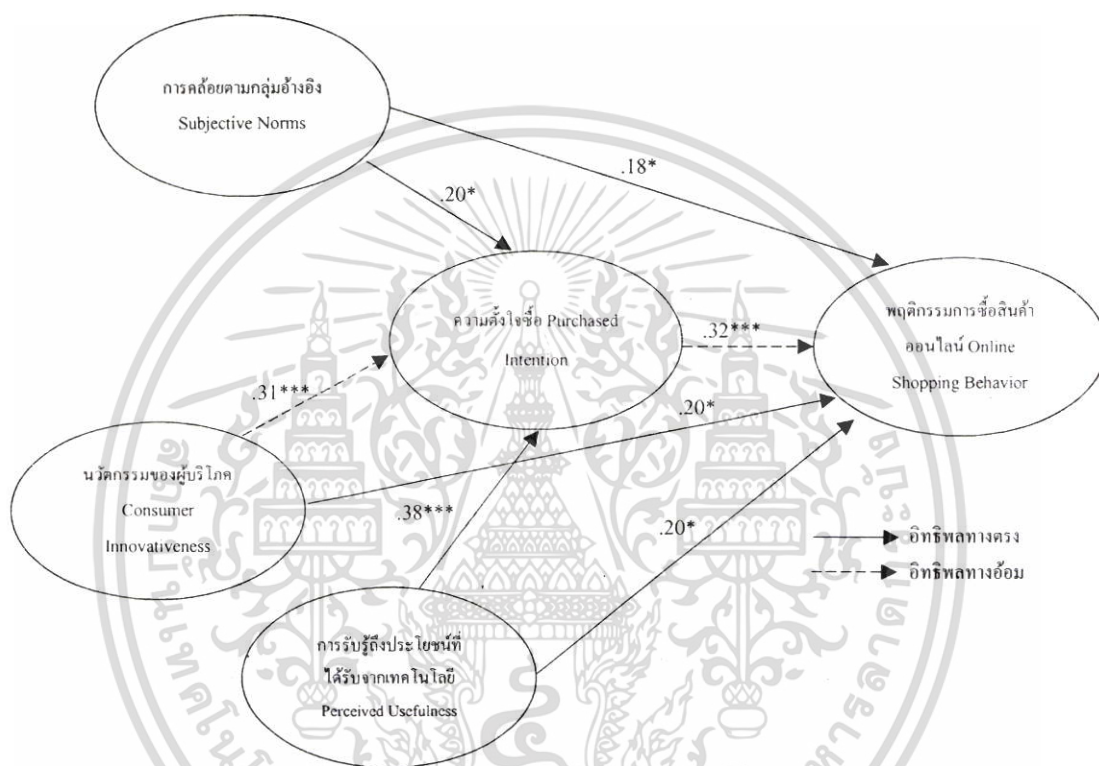 การคล้อยตามกลุ่มอ้างอิง
Subjective Norms
.18*
.20*
ความตั้งใจซื้อ Purchased
Intention
.32***
พฤติกรรมการซื้อสินค้า
ออนไลน์ Online
Shopping Behavior
.31***
.20*
นวัตกรรมของผู้บริโภค
Consumer
Innovativeness
.38***
.20*
อิทธิพลทางตรง
อิทธิพลทางอ้อม
การรับรู้ถึงประโยชน์ที่
ได้รับจากเทคโนโลยี
Perceived Usefulness